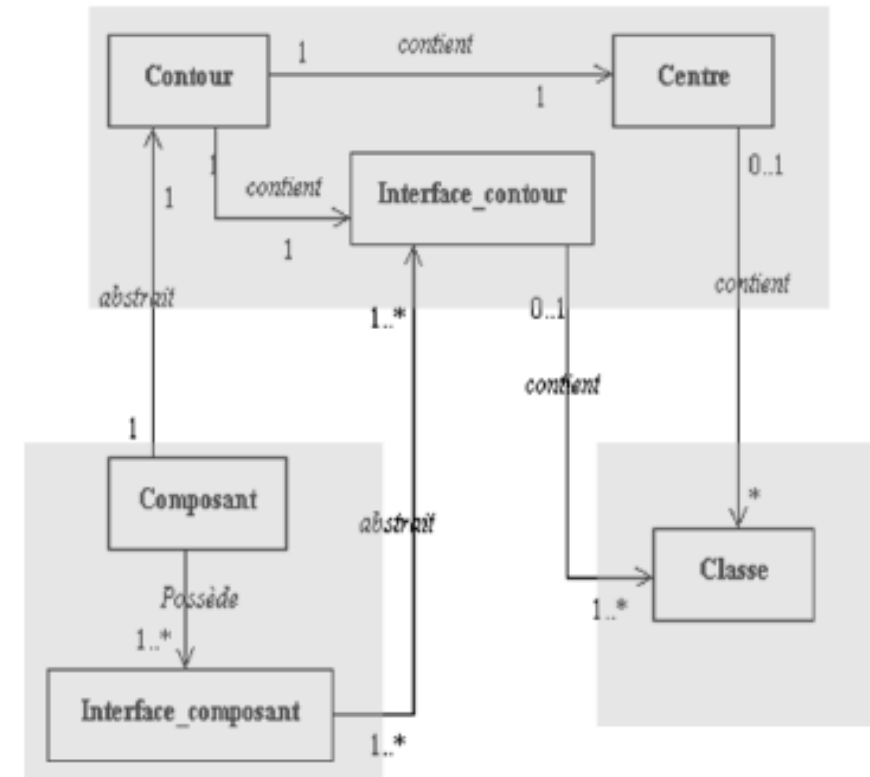 contient
1
Contour
Centre
1
1
0..1
contient
Interface_contour
1
1
contient
abstrait
0..1
1..*
contient
1
*
Composant
abstrait
Classe
Possède
1..*
1..*
Interface_composant
1..*